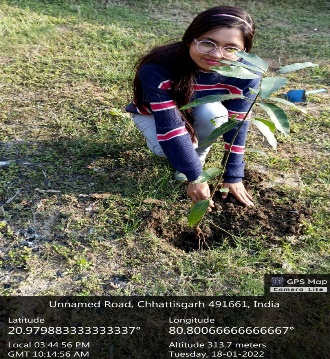 GPS Map
Camera Lite
Unnamed Road, Chhattisgarh 491661, India
Latitude
Longitude
20.979883333333337°
80.80066666666667°
Local 03:44:56 PM
Altitude 313.7 meters
GMT 10:14:56 AM
Tuesday, 18-01-2022